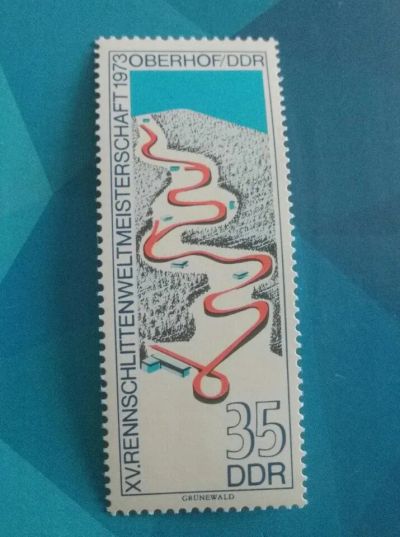 OBERHOF/DDR
XV. RENNSCHLITTENWELTMEISTERSCHAFT 1973
35
DDR
GRÜNEWALD